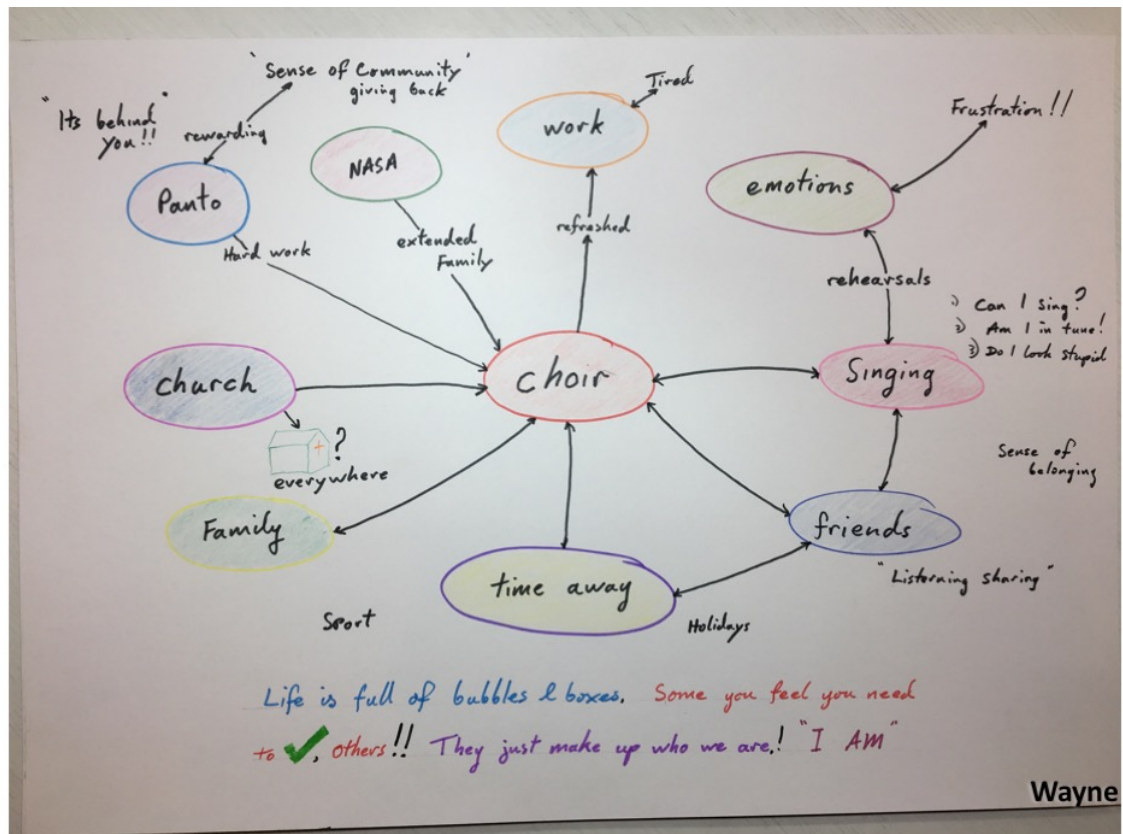 "Sense of Community"
giving back
"Its behind
you!!"
rewarding
Panto
Hard work
NASA
extended
Family
work
Tired
refreshed
emotions
Frustration!!
rehearsals
1) Can I sing?
2) Am I in tune!
3) Do I look stupid
church
?
everywhere
choir
Singing
Sense of
belonging
Family
time away
friends
"Listerning sharing"
Sport
Holidays
Life is full of bubbles & boxes. Some you feel you need
to ✓, others!! They just make up who we are! "I AM"
Wayne